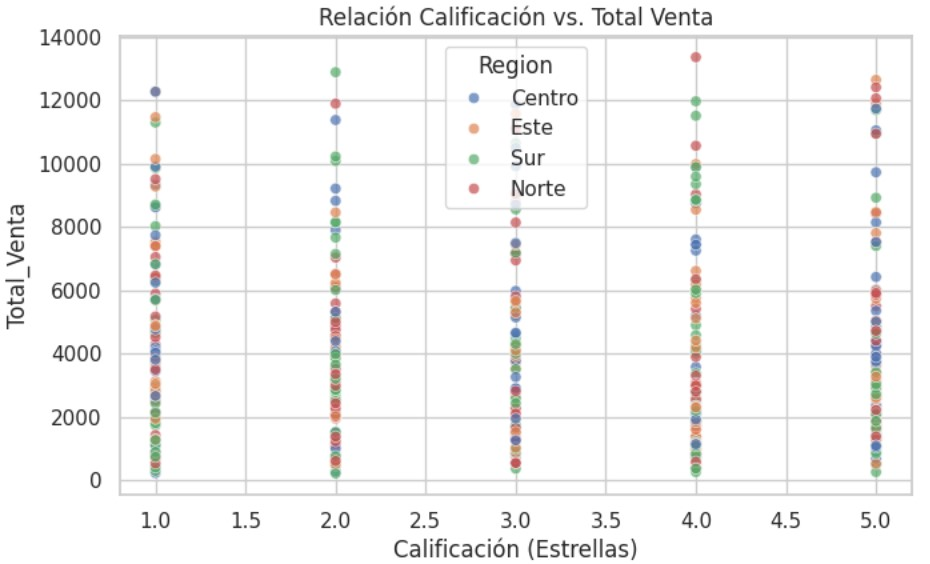 Relación Calificación vs. Total Venta
14000
12000
10000
8000
6000
4000
2000
0
Total_Venta
Region
Centro
Este
Sur
Norte
1.0 1.5 2.0 2.5 3.0 3.5 4.0 4.5 5.0
Calificación (Estrellas)